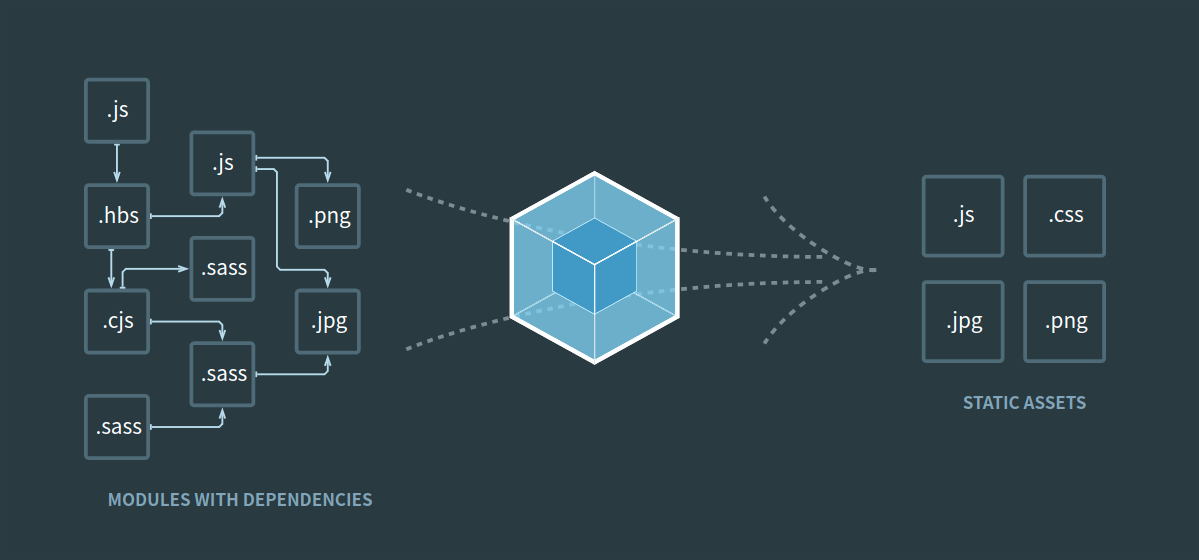 .js
.js
.hbs
.png
.sass
.cjs
.jpg
.sass
.sass
MODULES WITH DEPENDENCIES
.js
.css
.jpg
.png
STATIC ASSETS